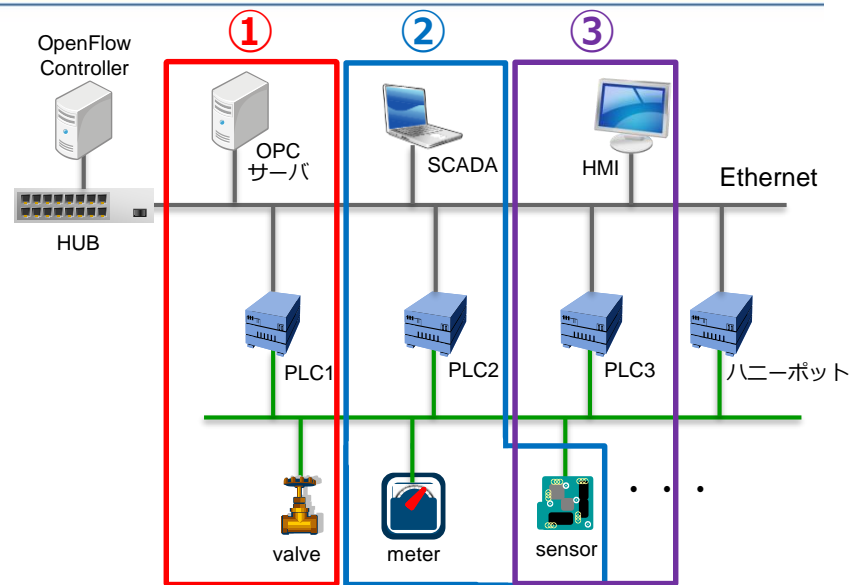 ①
②
③
OpenFlow
Controller
OPC
サーバ
SCADA
HMI
Ethernet
HUB
PLC1
PLC2
PLC3
ハニーポット
valve
meter
sensor
・・・